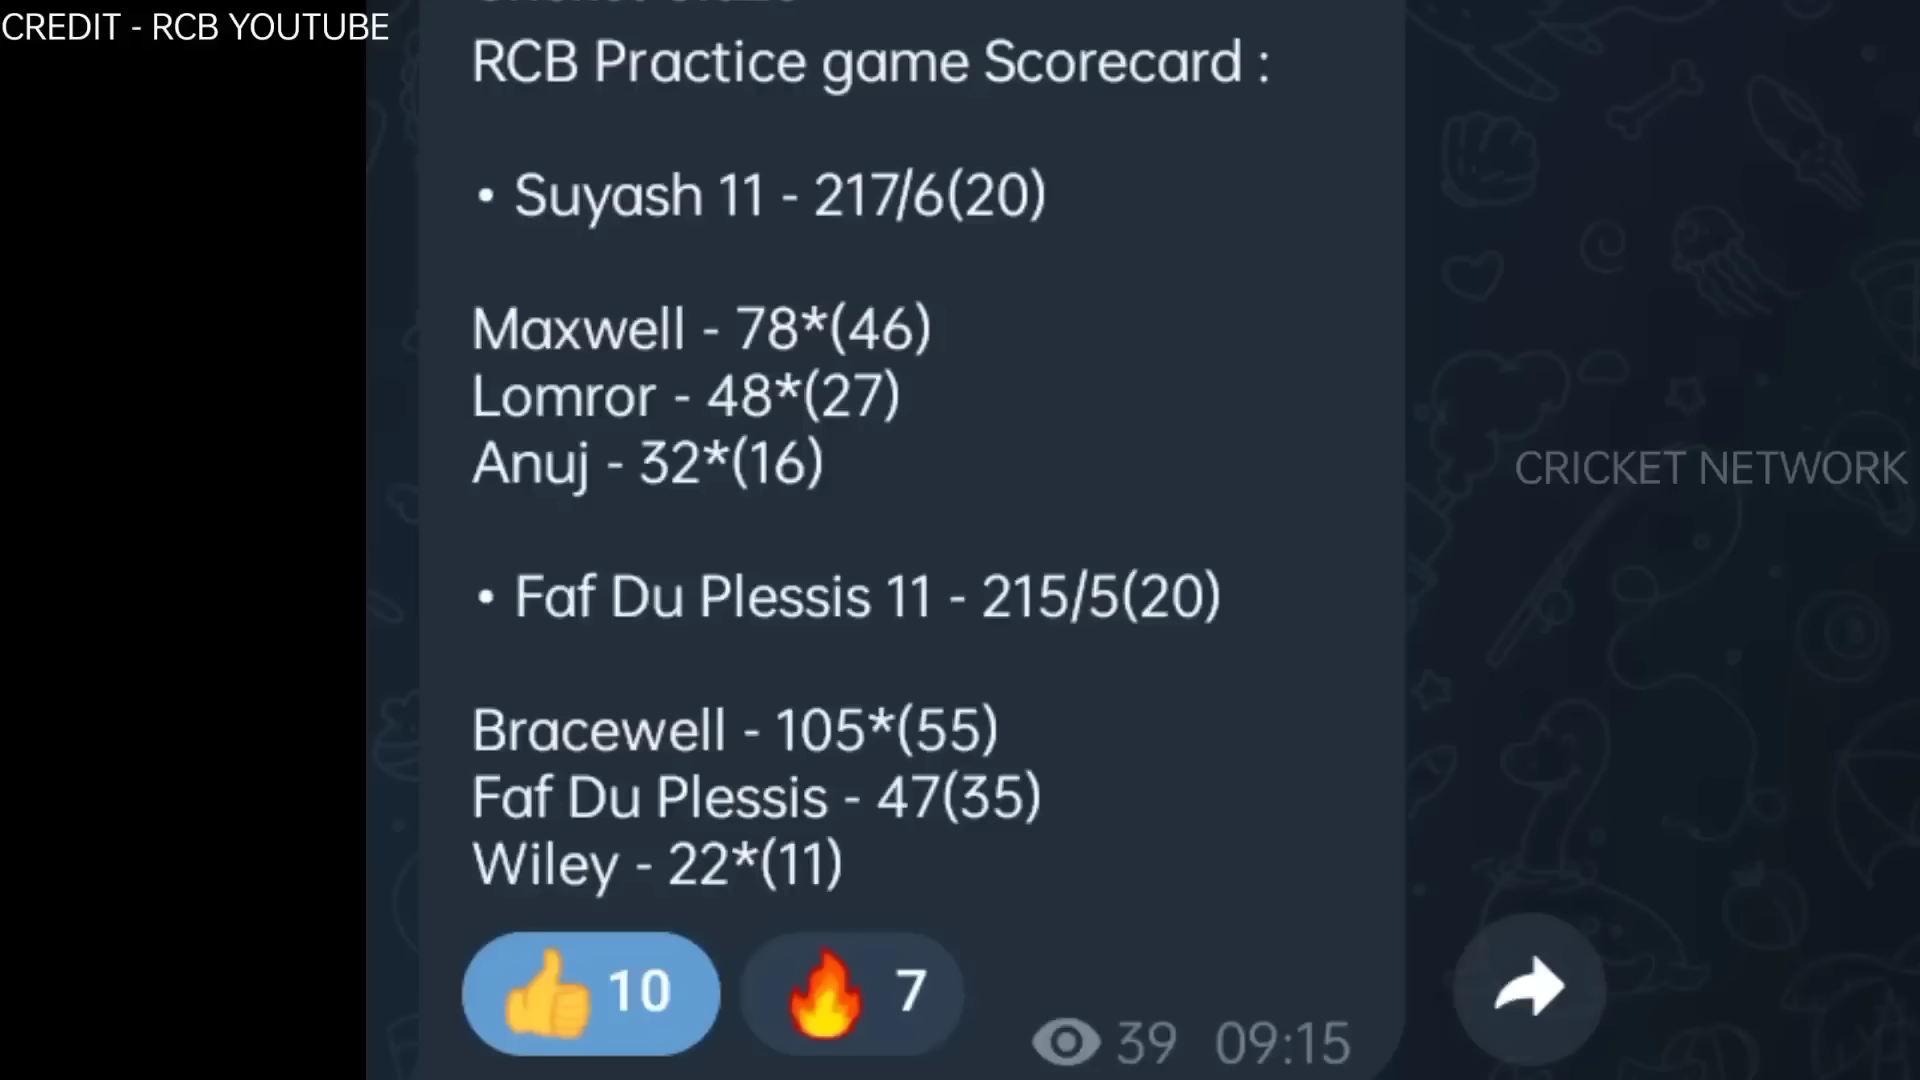 CREDIT - RCB YOUTUBE
RCB Practice game Scorecard :
• Suyash 11 - 217/6(20)
Maxwell - 78*(46)
Lomror - 48*(27)
Anuj - 32*(16)
CRICKET NETWORK
• Faf Du Plessis 11 - 215/5(20)
Bracewell - 105*(55)
Faf Du Plessis - 47(35)
Wiley - 22*(11)
👍 10 🔥 7
39 09:15